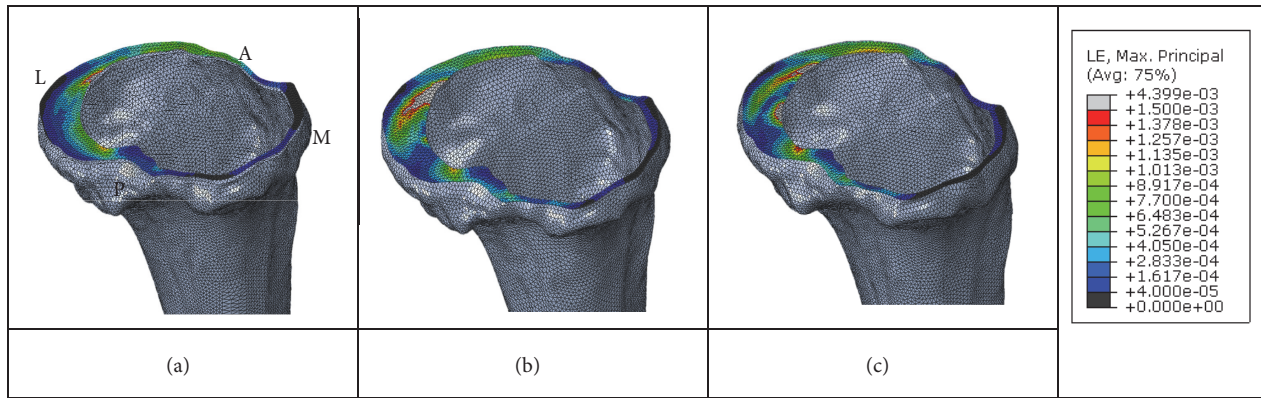 L
A
M
P
(a)
(b)
(c)
LE, Max. Principal
(Avg: 75%)
+4.399e-03
+1.500e-03
+1.378e-03
+1.257e-03
+1.135e-03
+1.013e-03
+8.917e-04
+7.700e-04
+6.483e-04
+5.267e-04
+4.050e-04
+2.833e-04
+1.617e-04
+4.000e-05
+0.000e+00